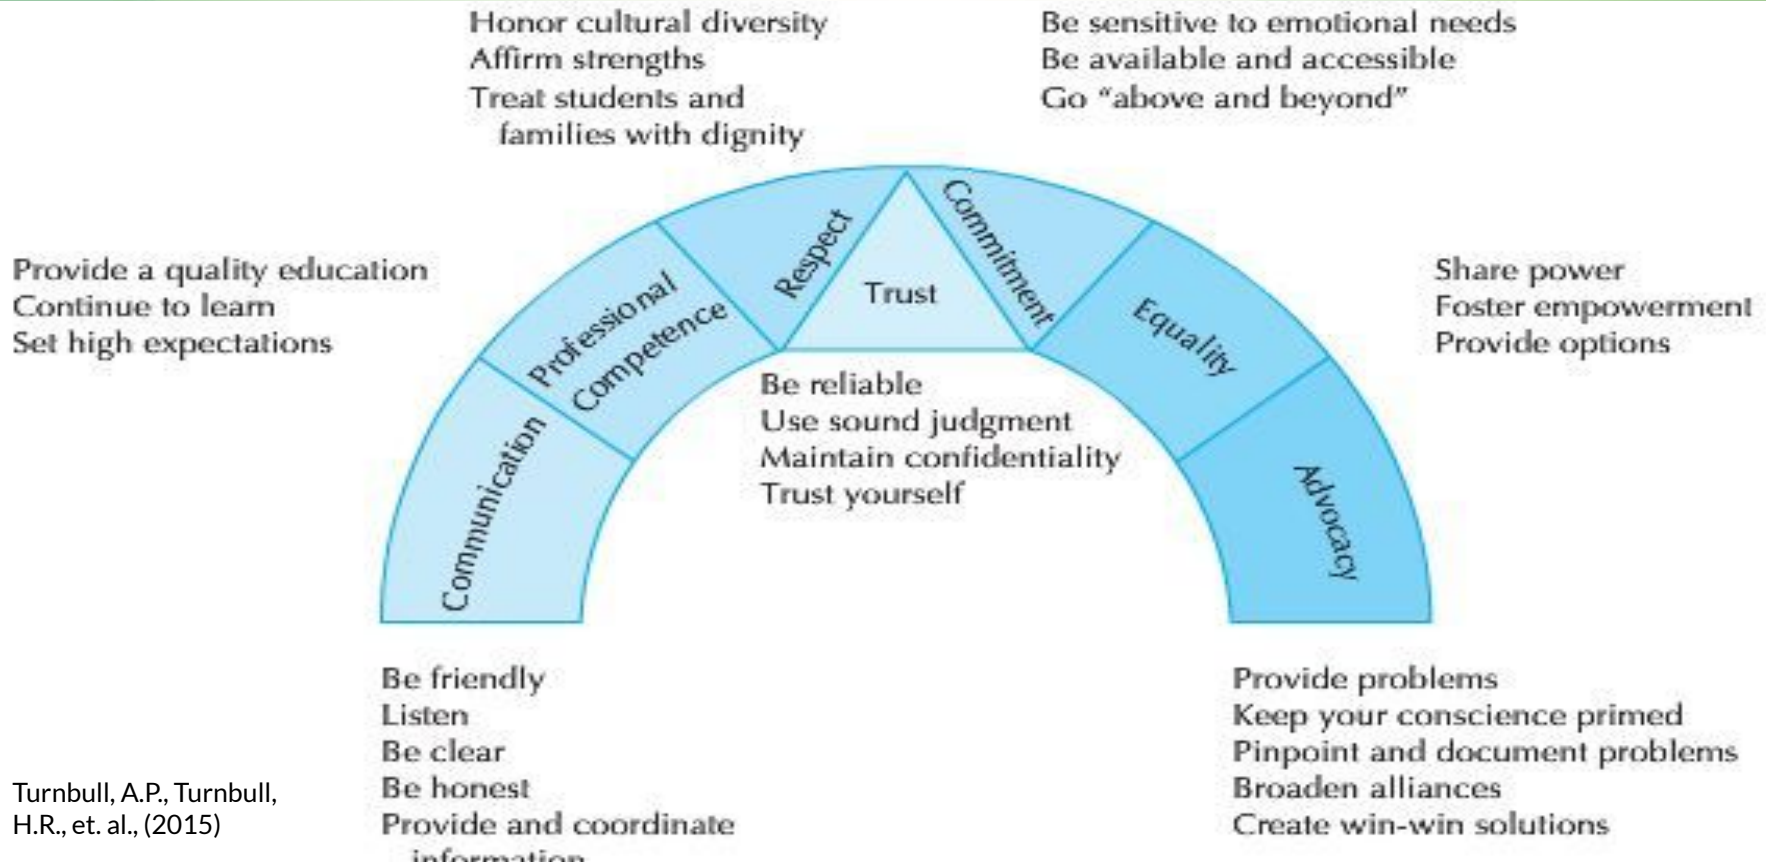 Honor cultural diversity
Affirm strengths
Treat students and
families with dignity
Be sensitive to emotional needs
Be available and accessible
Go “above and beyond”
Provide a quality education
Continue to learn
Set high expectations
Communication
Professional
Competence
Respect
Trust
Commitment
Equality
Advocacy
Share power
Foster empowerment
Provide options
Be reliable
Use sound judgment
Maintain confidentiality
Trust yourself
Be friendly
Listen
Be clear
Be honest
Provide and coordinate
information
Provide problems
Keep your conscience primed
Pinpoint and document problems
Broaden alliances
Create win-win solutions
Turnbull, A.P., Turnbull,
H.R., et. al., (2015)